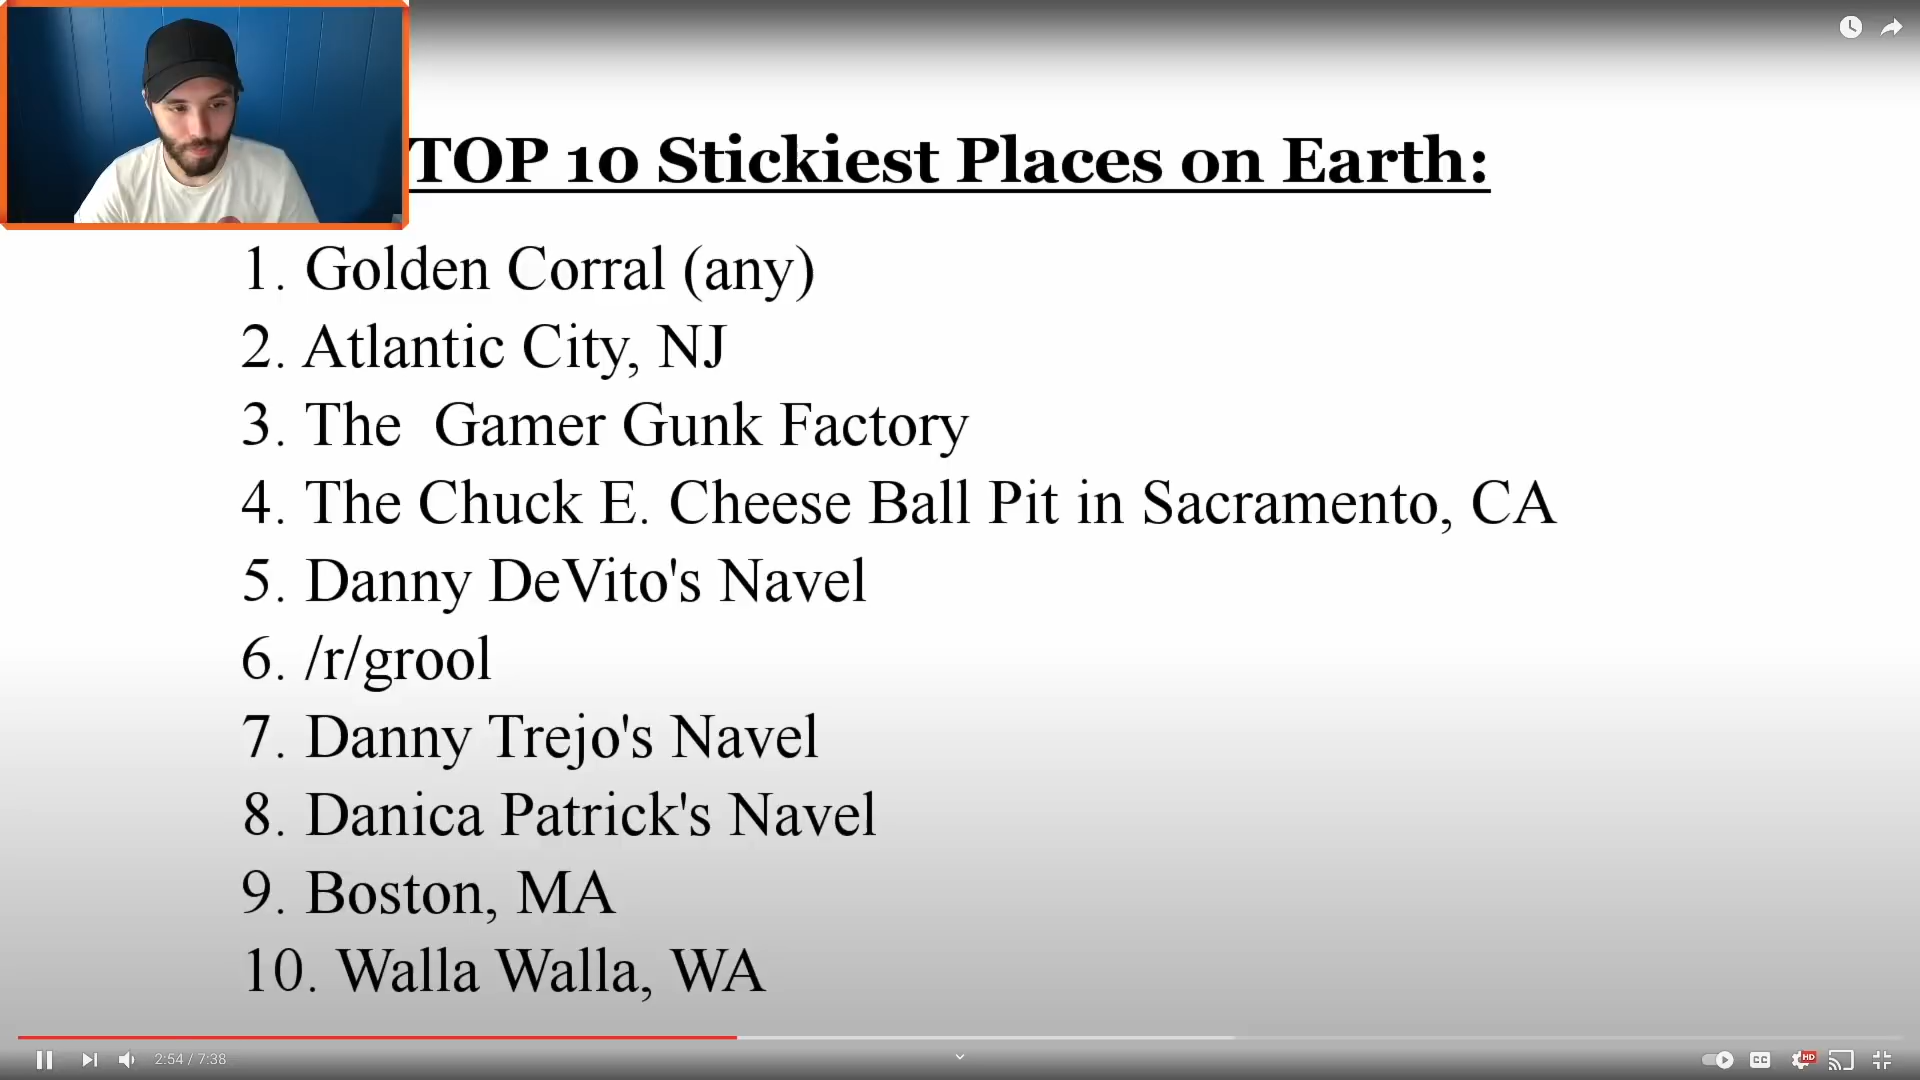 TOP 10 Stickiest Places on Earth:
1. Golden Corral (any)
2. Atlantic City, NJ
3. The  Gamer Gunk Factory
4. The Chuck E. Cheese Ball Pit in Sacramento, CA
5. Danny DeVito's Navel
6. /r/grool
7. Danny Trejo's Navel
8. Danica Patrick's Navel
9. Boston, MA
10. Walla Walla, WA
2:54 / 7:38
CC
HD